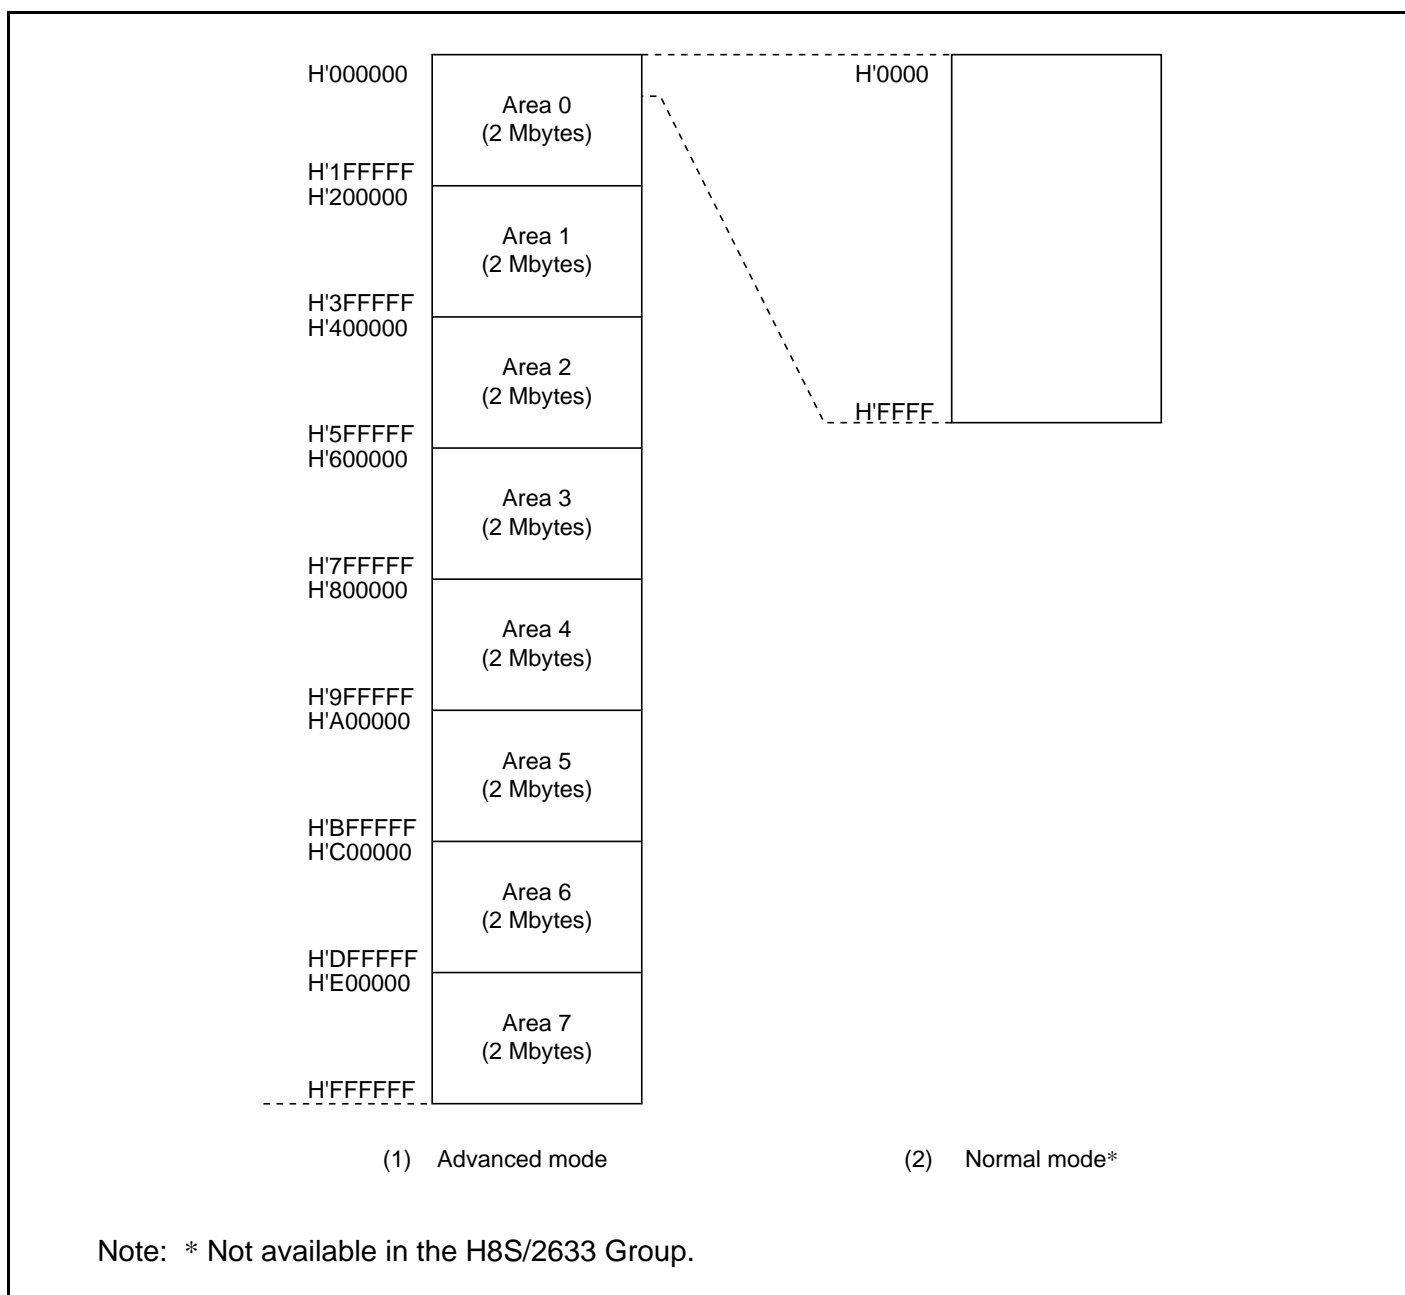 H'000000
Area 0
(2 Mbytes)
H'1FFFFF
H'200000
Area 1
(2 Mbytes)
H'3FFFFF
H'400000
Area 2
(2 Mbytes)
H'5FFFFF
H'600000
Area 3
(2 Mbytes)
H'7FFFFF
H'800000
Area 4
(2 Mbytes)
H'9FFFFF
H'A00000
Area 5
(2 Mbytes)
H'BFFFFF
H'C00000
Area 6
(2 Mbytes)
H'DFFFFF
H'E00000
Area 7
(2 Mbytes)
H'FFFFFF
(1) Advanced mode
H'0000
H'FFFF
(2) Normal mode*
Note: * Not available in the H8S/2633 Group.